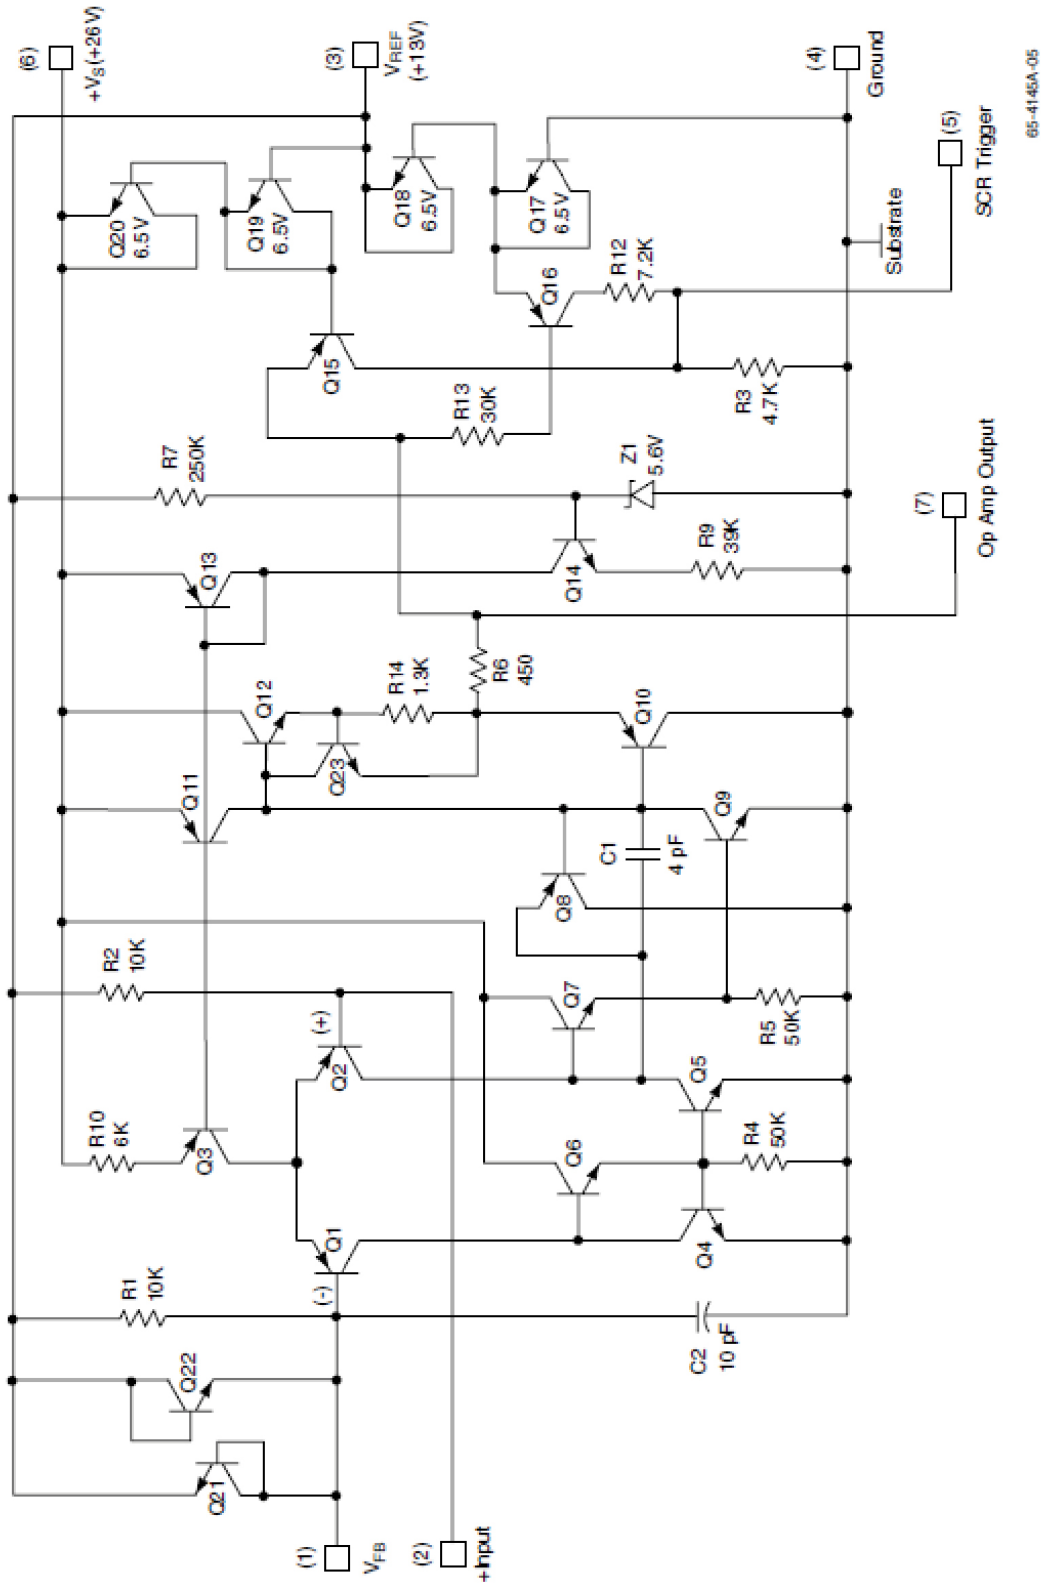 (6)
+VS(+26V)
(3)
VREF
(+13V)
(4)
Ground
65-4145A-05
(5)
SCR Trigger
Substrate
Q20
6.5V
Q19
6.5V
Q18
6.5V
Q17
6.5V
Q16
R12
7.2K
Q15
R13
30K
R3
4.7K
R7
250K
Z1
5.6V
(7)
Op Amp Output
Q13
Q14
R9
39K
Q12
R14
1.3K
R6
450
Q23
Q10
Q11
Q9
C1
4 pF
Q8
R2
10K
Q7
(+)
Q2
R5
50K
Q5
R10
6K
Q3
Q6
R4
50K
Q1
(-)
Q4
R1
10K
C2
10 pF
Q22
Q21
(1)
VFB
(2)
+Input